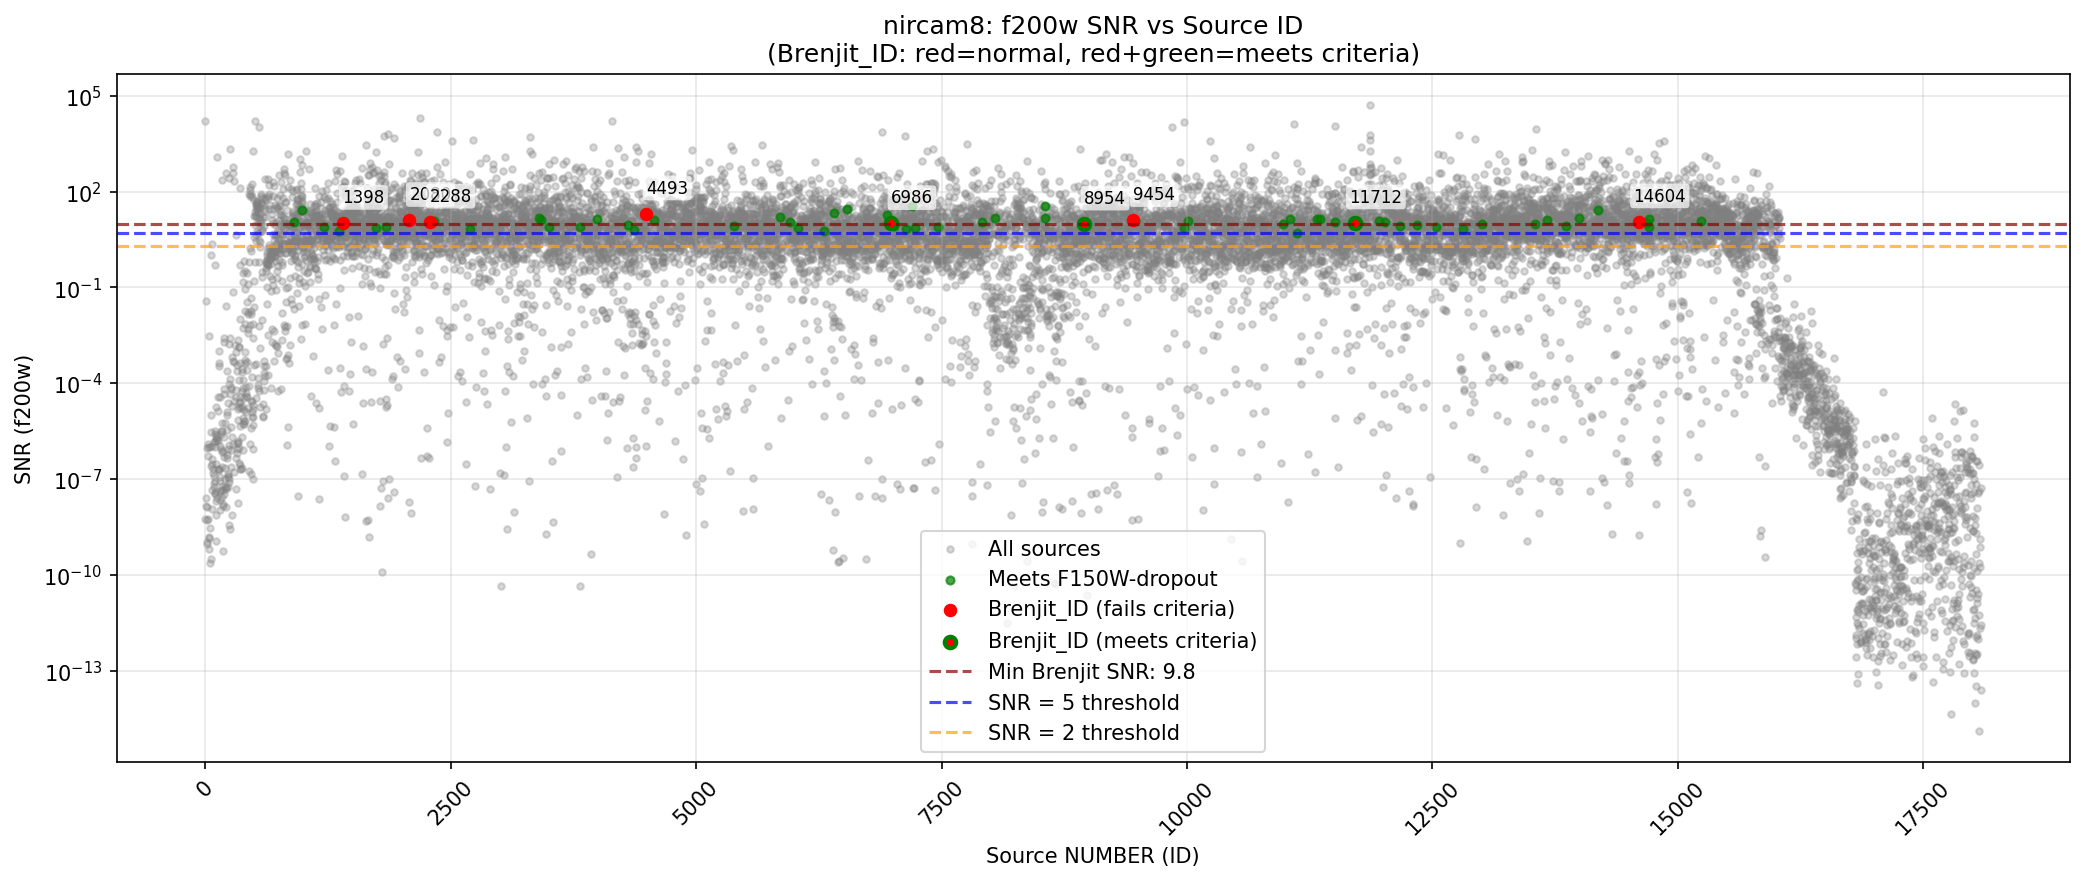 nircam8: f200w SNR vs Source ID
(Brenjit_ID: red=normal, red+green=meets criteria)
SNR (f200w)
10^5
10^2
10^-1
10^-4
10^-7
10^-10
10^-13
1398
2288
4493
6986
8954
9454
11712
14604
All sources
Meets F150W-dropout
Brenjit_ID (fails criteria)
Brenjit_ID (meets criteria)
Min Brenjit SNR: 9.8
SNR = 5 threshold
SNR = 2 threshold
0
2500
5000
7500
10000
12500
15000
17500
Source NUMBER (ID)